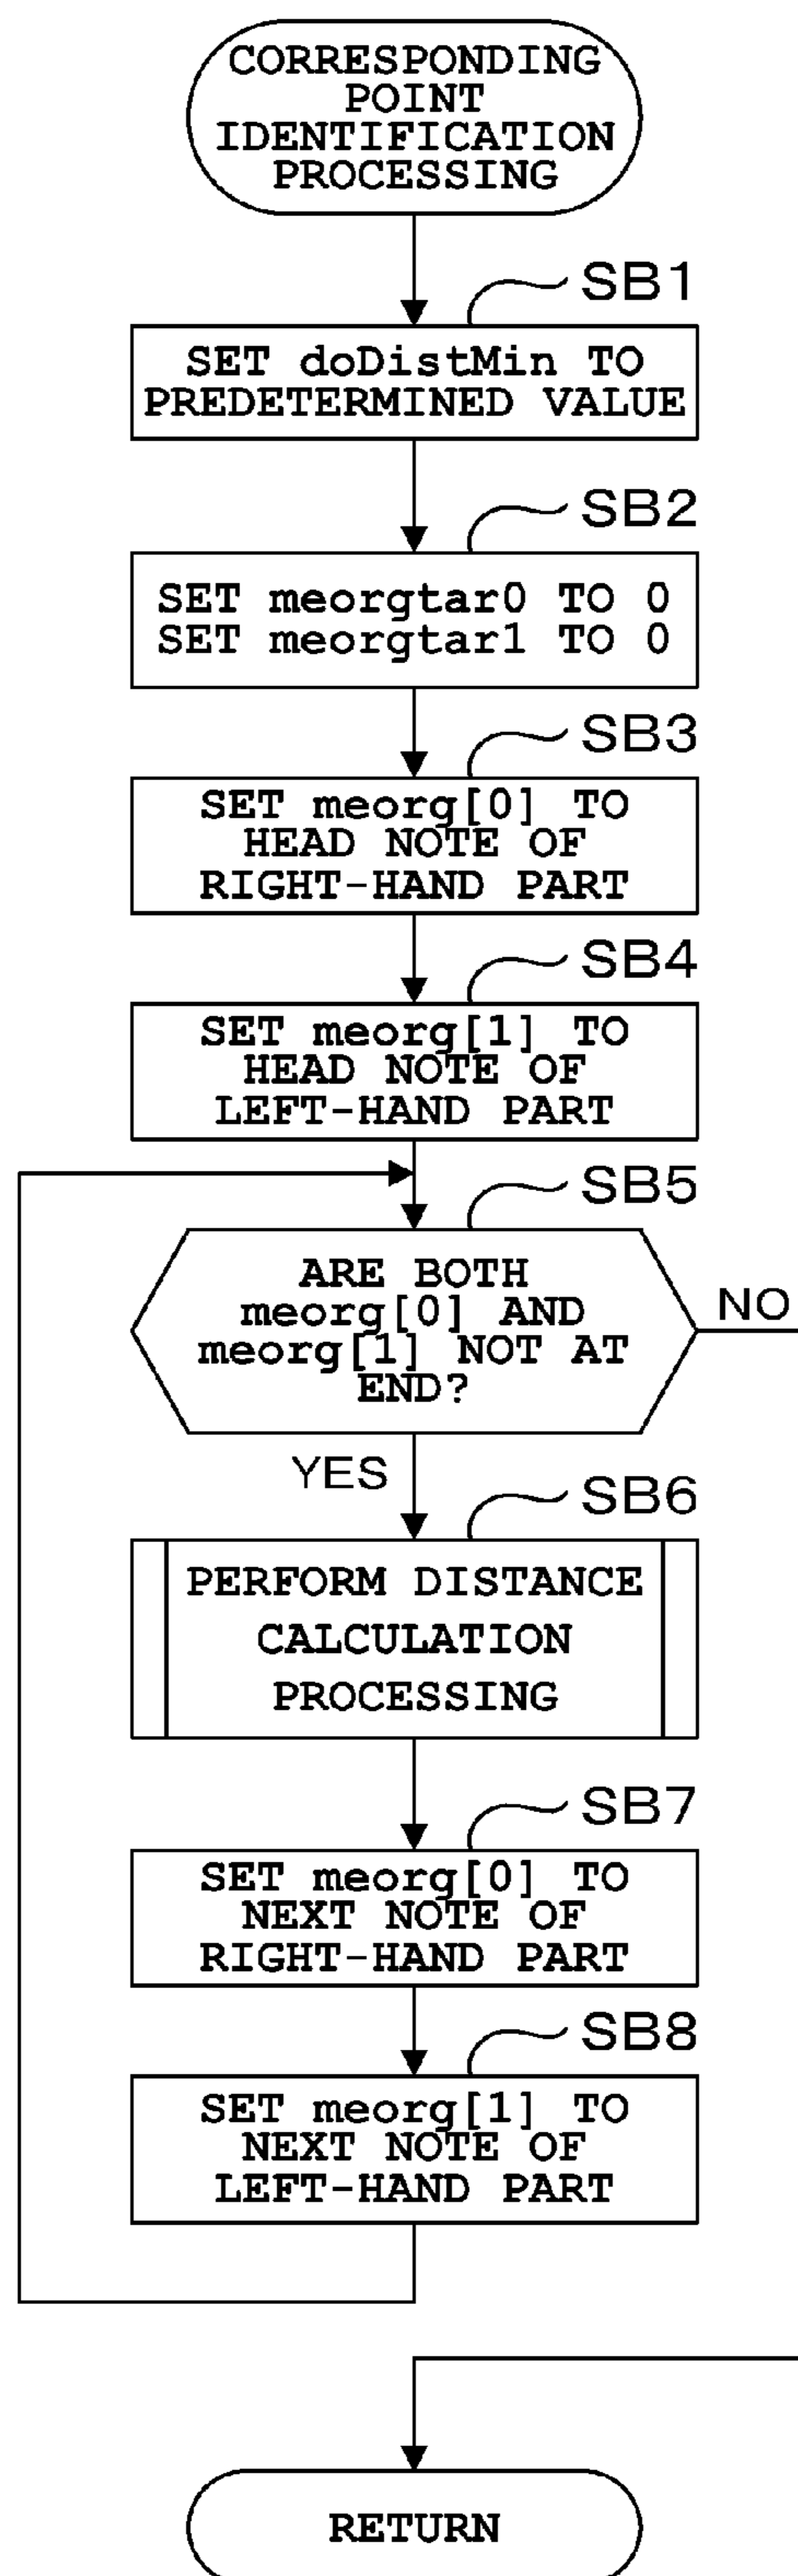 CORRESPONDING
POINT
IDENTIFICATION
PROCESSING
SB1
SET doDistMin TO
PREDETERMINED VALUE
SB2
SET meorgtar0 TO 0
SET meorgtar1 TO 0
SB3
SET meorg[0] TO
HEAD NOTE OF
RIGHT-HAND PART
SB4
SET meorg[1] TO
HEAD NOTE OF
LEFT-HAND PART
SB5
ARE BOTH
meorg[0] AND
meorg[1] NOT AT
END?
NO
YES
SB6
PERFORM DISTANCE
CALCULATION
PROCESSING
SB7
SET meorg[0] TO
NEXT NOTE OF
RIGHT-HAND PART
SB8
SET meorg[1] TO
NEXT NOTE OF
LEFT-HAND PART
RETURN